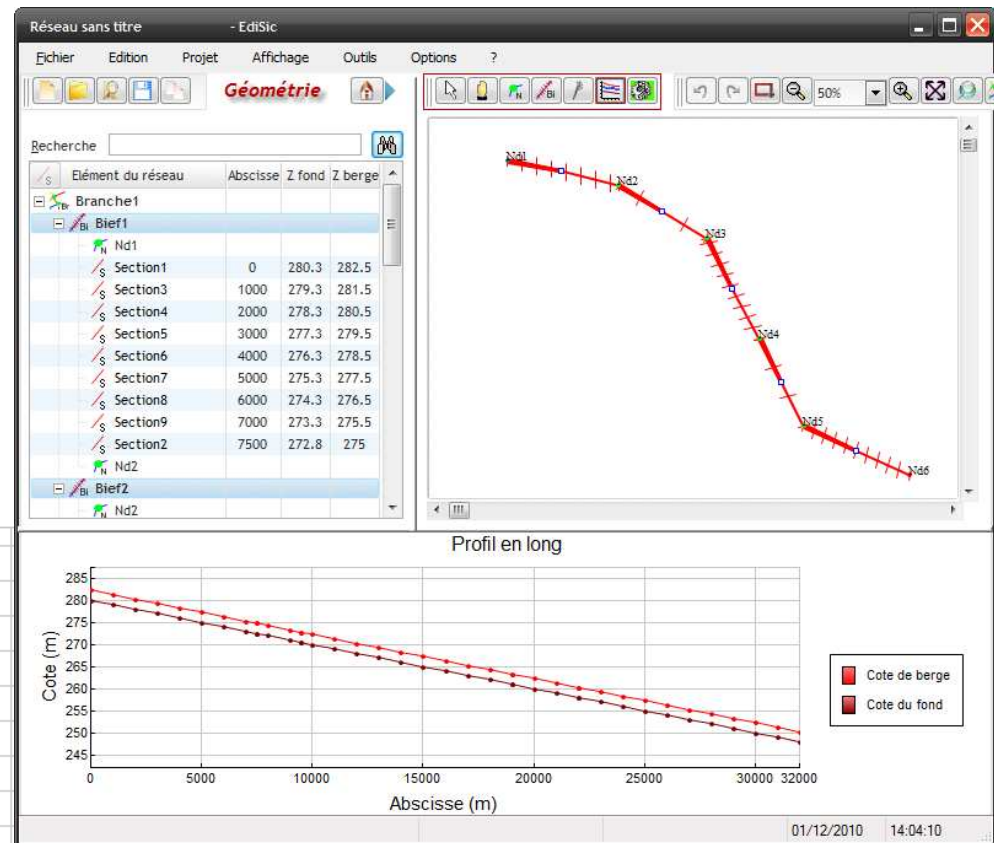 Réseau sans titre - EdiSic
Fichier Edition Projet Affichage Outils Options ?
Géométrie
50%
Recherche
Elément du réseau Abscisse Z fond Z berge
Branche1
Bief1
Nd1
Section1 0 280.3 282.5
Section3 1000 279.3 281.5
Section4 2000 278.3 280.5
Section5 3000 277.3 279.5
Section6 4000 276.3 278.5
Section7 5000 275.3 277.5
Section8 6000 274.3 276.5
Section9 7000 273.3 275.5
Section2 7500 272.8 275
Nd2
Bief2
Nd2
Nd1
Nd2
Nd3
Nd4
Nd5
Nd6
Profil en long
Cote (m)
285
280
275
270
265
260
255
250
245
0 5000 10000 15000 20000 25000 30000 32000
Abscisse (m)
Cote de berge
Cote du fond
01/12/2010 14:04:10